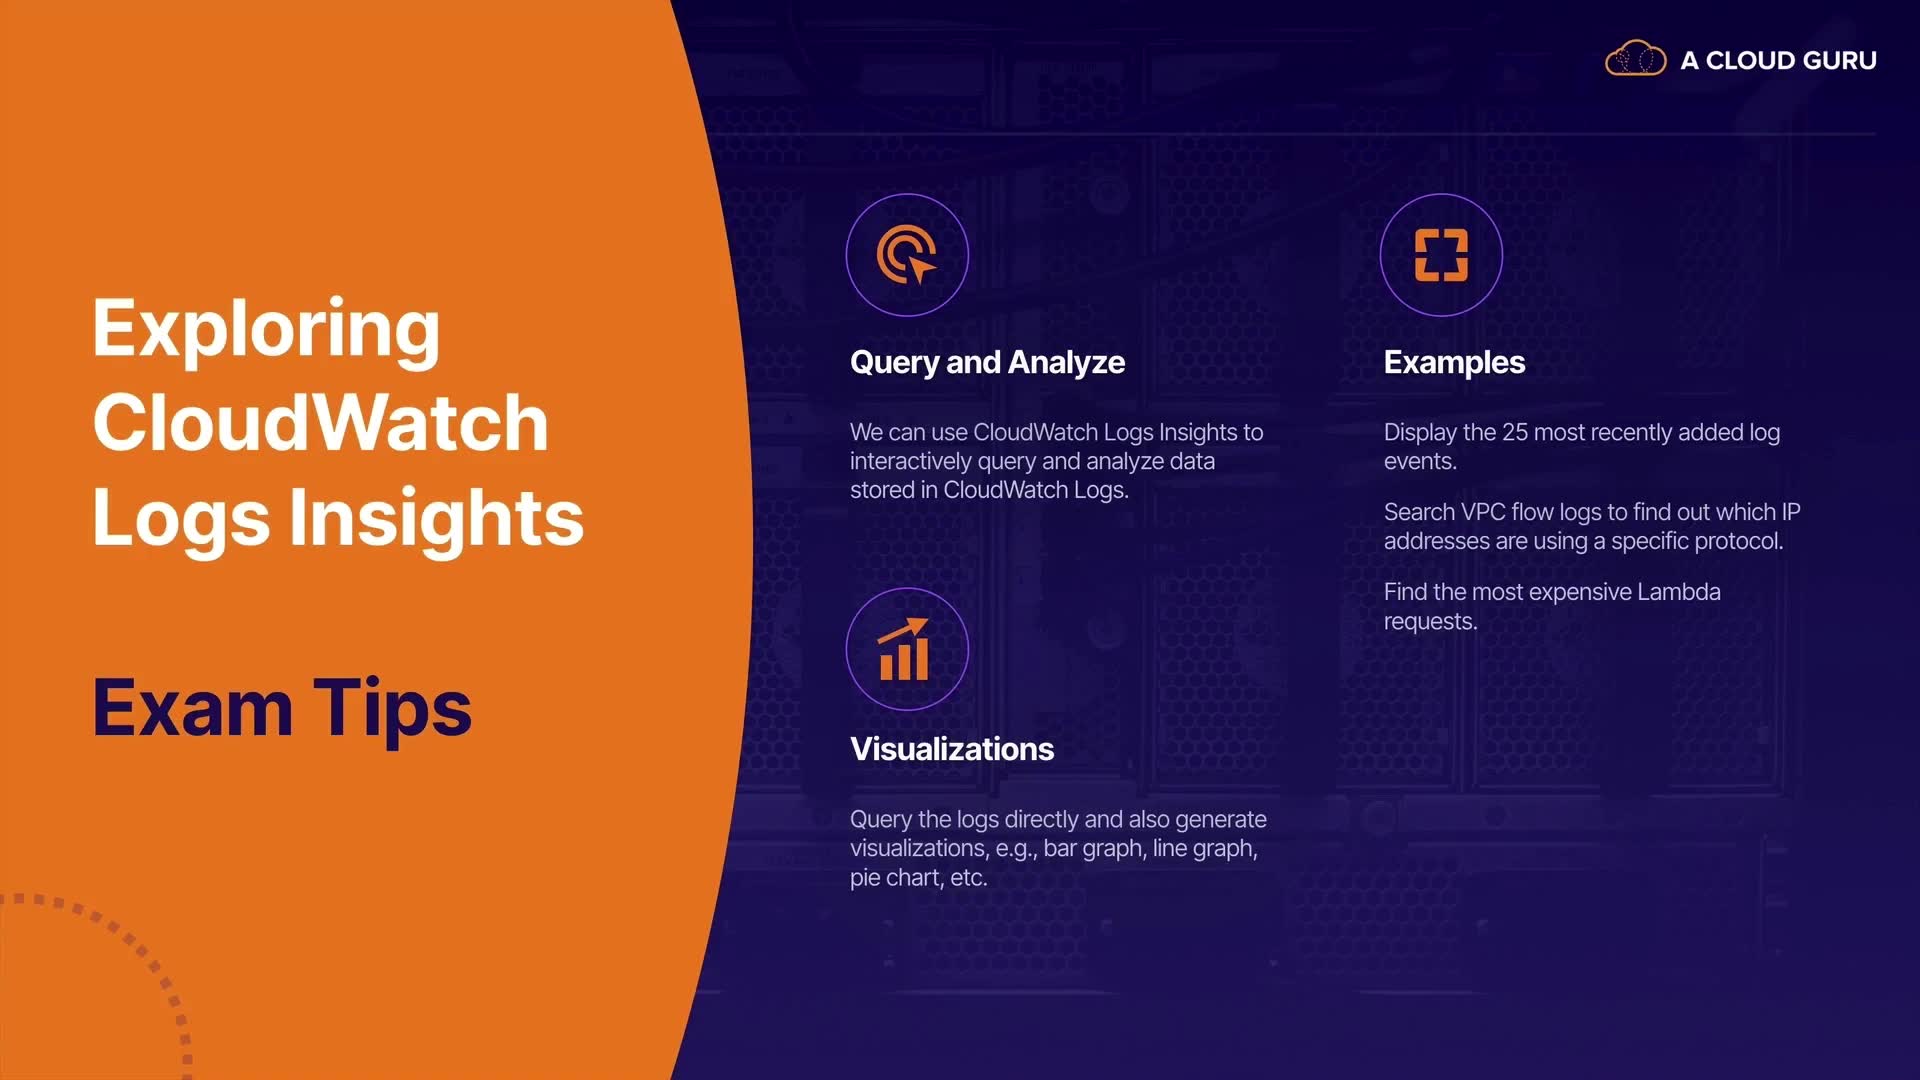 A CLOUD GURU
Exploring
CloudWatch
Logs Insights
Exam Tips
Query and Analyze
We can use CloudWatch Logs Insights to
interactively query and analyze data
stored in CloudWatch Logs.
Visualizations
Query the logs directly and also generate
visualizations, e.g., bar graph, line graph,
pie chart, etc.
Examples
Display the 25 most recently added log
events.
Search VPC flow logs to find out which IP
addresses are using a specific protocol.
Find the most expensive Lambda
requests.